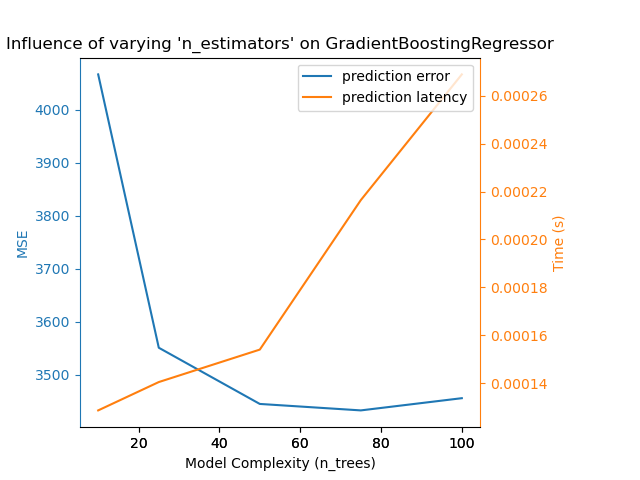 Influence of varying 'n_estimators' on GradientBoostingRegressor
prediction error
prediction latency
4000
3900
3800
3700
3600
3500
MSE
0.00026
0.00024
0.00022
0.00020
0.00018
0.00016
0.00014
Time (s)
20 40 60 80 100
Model Complexity (n_trees)